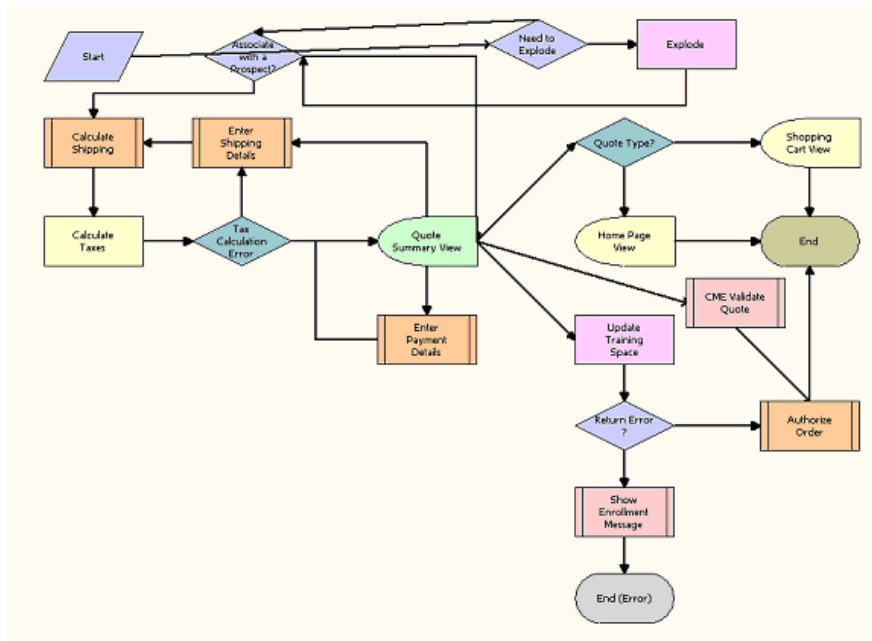 Start
Associate
with a
Prospect?
Need to
Explode
Explode
Calculate
Shipping
Enter
Shipping
Details
Quote Type?
Shopping
Cart View
Calculate
Taxes
Tax
Calculation
Error
Quote
Summary View
Home Page
View
End
CME Validate
Quote
Enter
Payment
Details
Update
Training
Space
Return Error
?
Authorize
Order
Show
Enrollment
Message
End (Error)